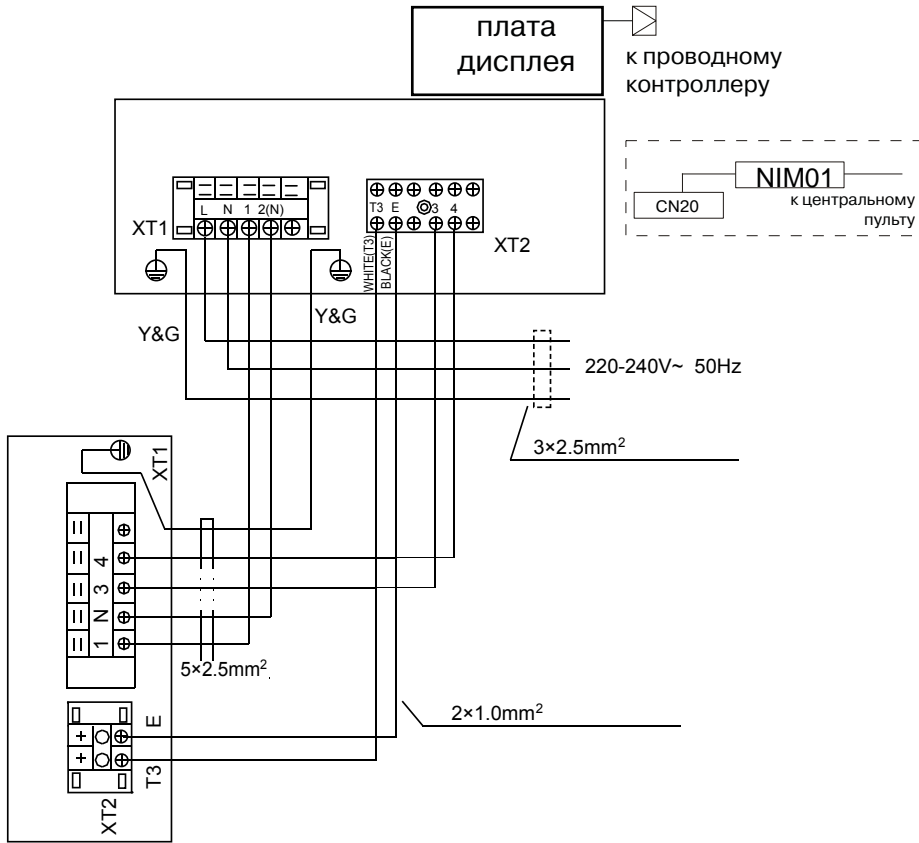 плата
дисплея
к проводному
контроллеру
NIM01
CN20
к центральному
пульту
L N 1 2(N)
XT1
T3 E 3 4
XT2
WHITE(T3)
BLACK(E)
Y&G
Y&G
220-240V~ 50Hz
3×2.5mm²
XT1
4
3
N
1
5×2.5mm²
2×1.0mm²
E
T3
XT2